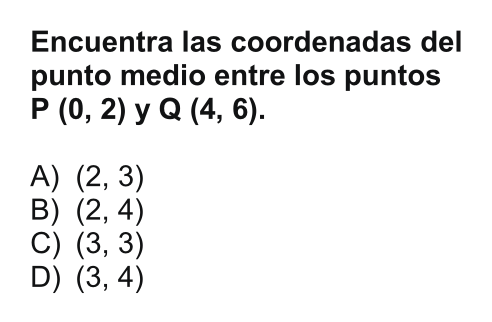 Encuentra las coordenadas del
punto medio entre los puntos
P (0, 2) y Q (4, 6).
A) (2, 3)
B) (2, 4)
C) (3, 3)
D) (3, 4)